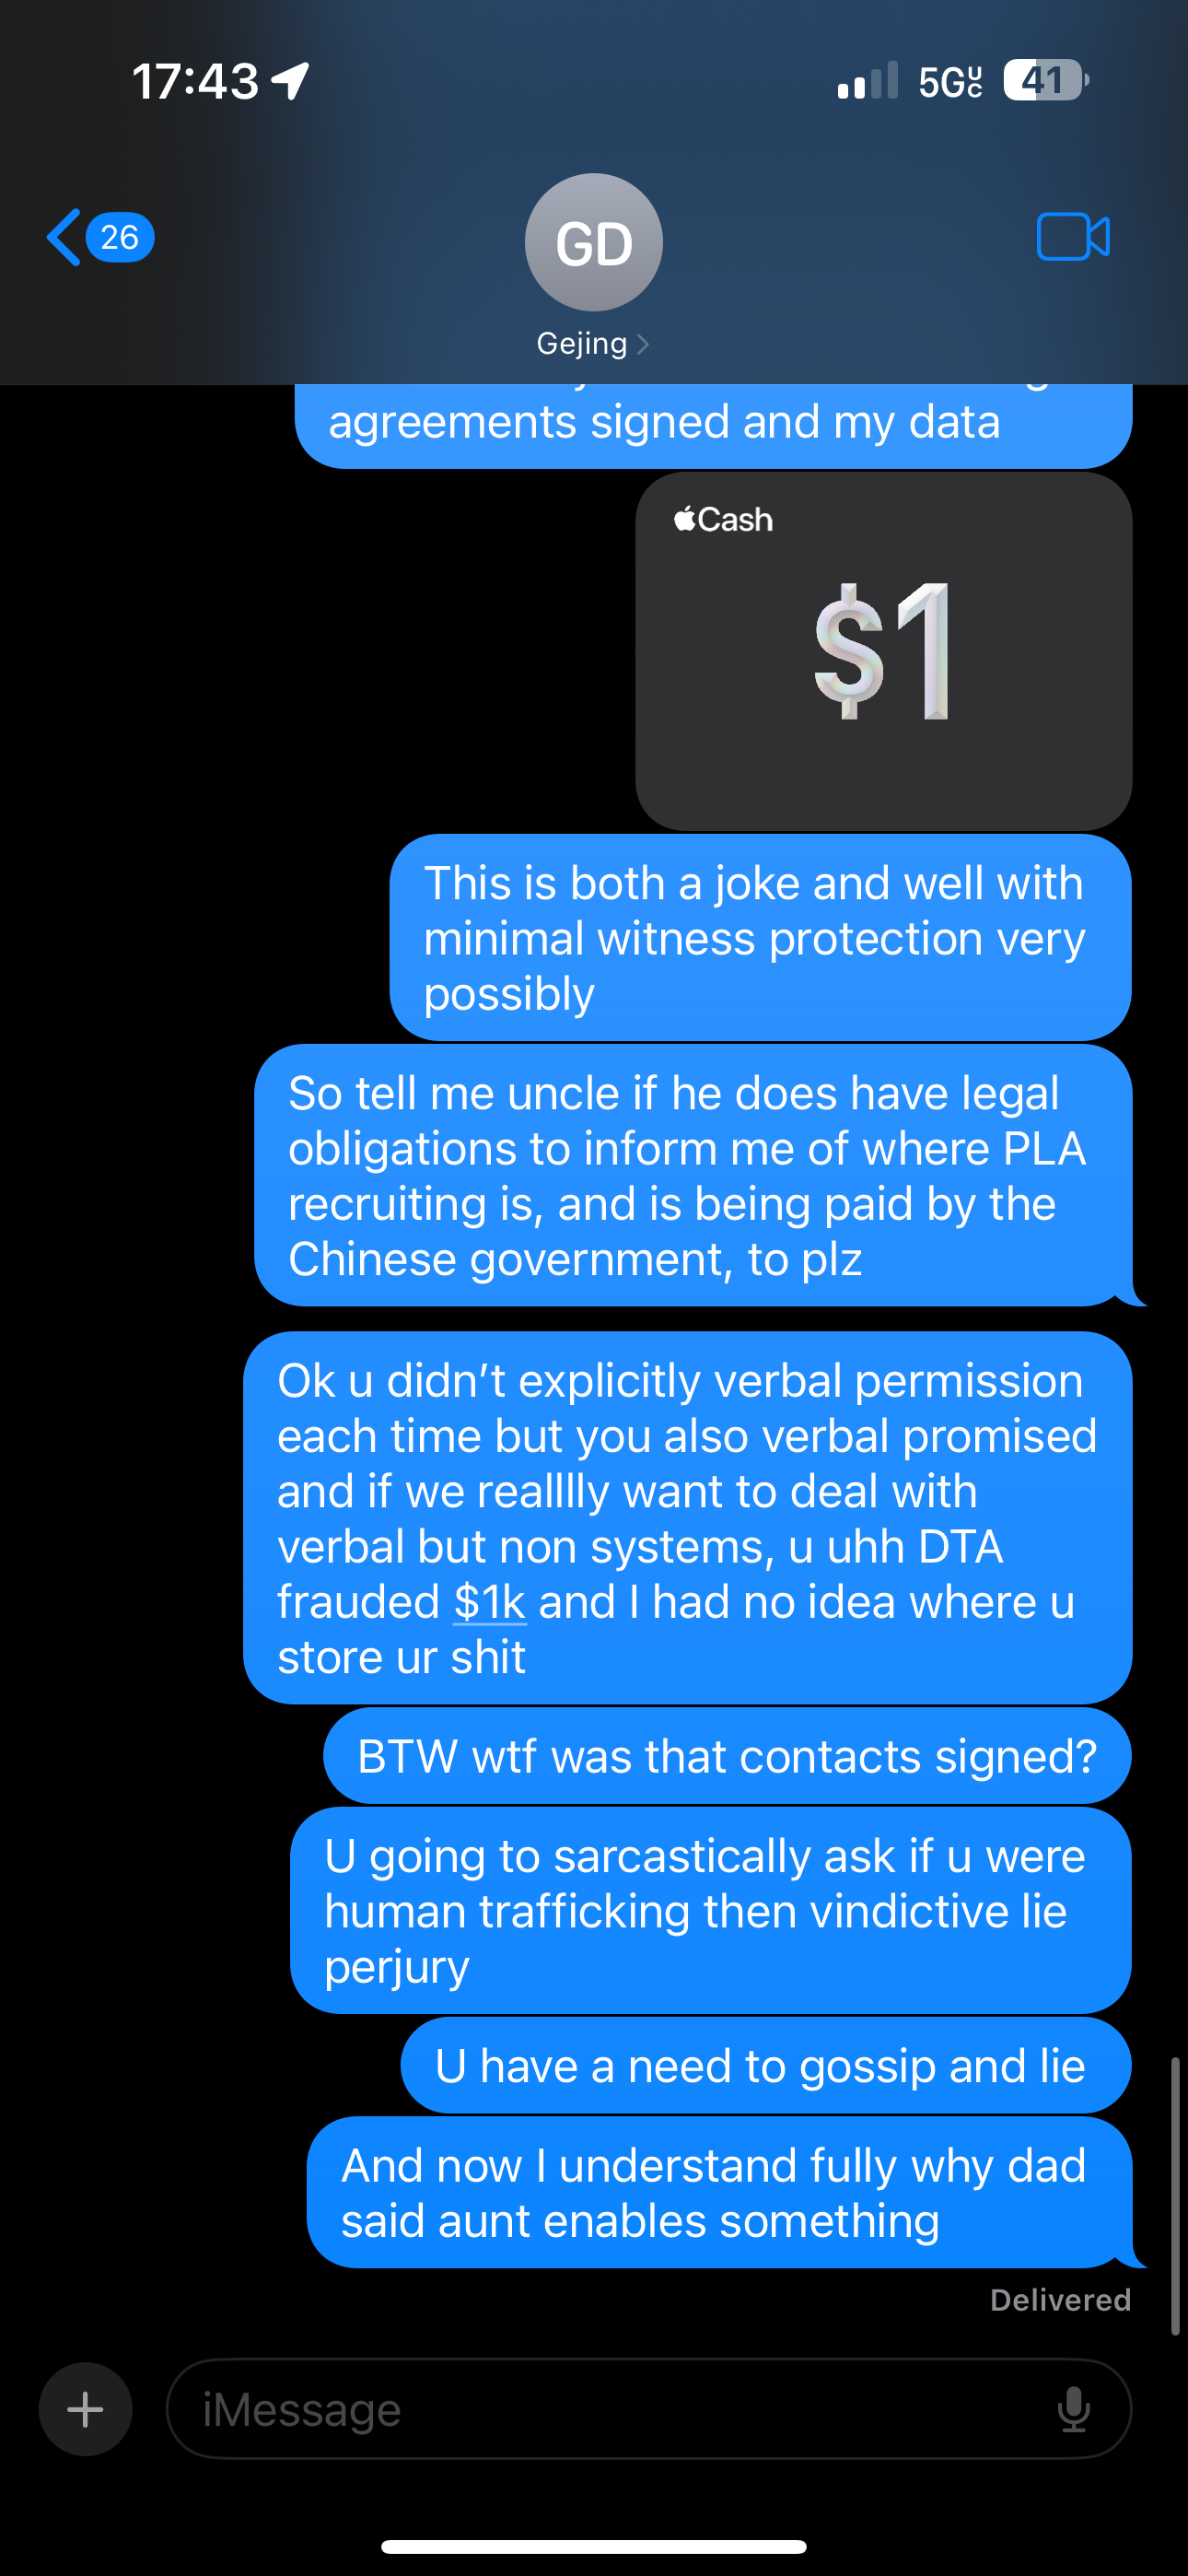 17:43
5G UC
41
26
GD
Gejing
agreements signed and my data
Cash
$1
This is both a joke and well with
minimal witness protection very
possibly
So tell me uncle if he does have legal
obligations to inform me of where PLA
recruiting is, and is being paid by the
Chinese government, to plz
Ok u didn’t explicitly verbal permission
each time but you also verbal promised
and if we realllly want to deal with
verbal but non systems, u uhh DTA
frauded $1k and I had no idea where u
store ur shit
BTW wtf was that contacts signed?
U going to sarcastically ask if u were
human trafficking then vindictive lie
perjury
U have a need to gossip and lie
And now I understand fully why dad
said aunt enables something
Delivered
iMessage